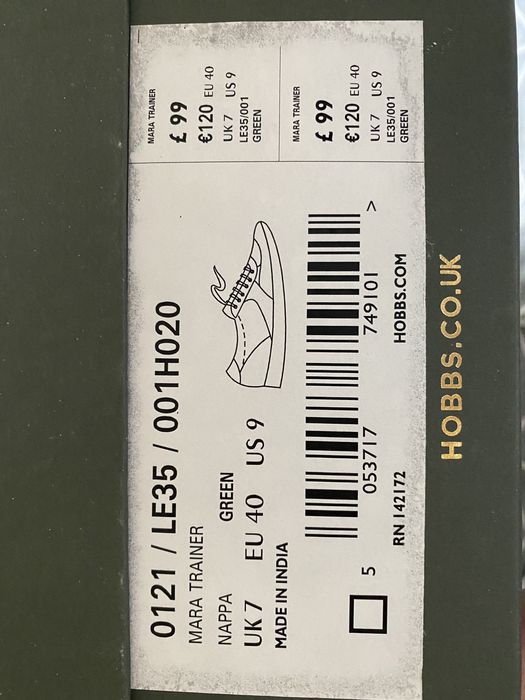 0121 / LE35 / 001H020
MARA TRAINER
NAPPA GREEN
UK 7 EU 40 US 9
MADE IN INDIA
5 053717 749101 >
RN 142172 HOBBS.COM
MARA TRAINER
£ 99
€120 EU 40
UK 7 US 9
LE35/001
GREEN
MARA TRAINER
£ 99
€120 EU 40
UK 7 US 9
LE35/001
GREEN
HOBBS.CO.UK